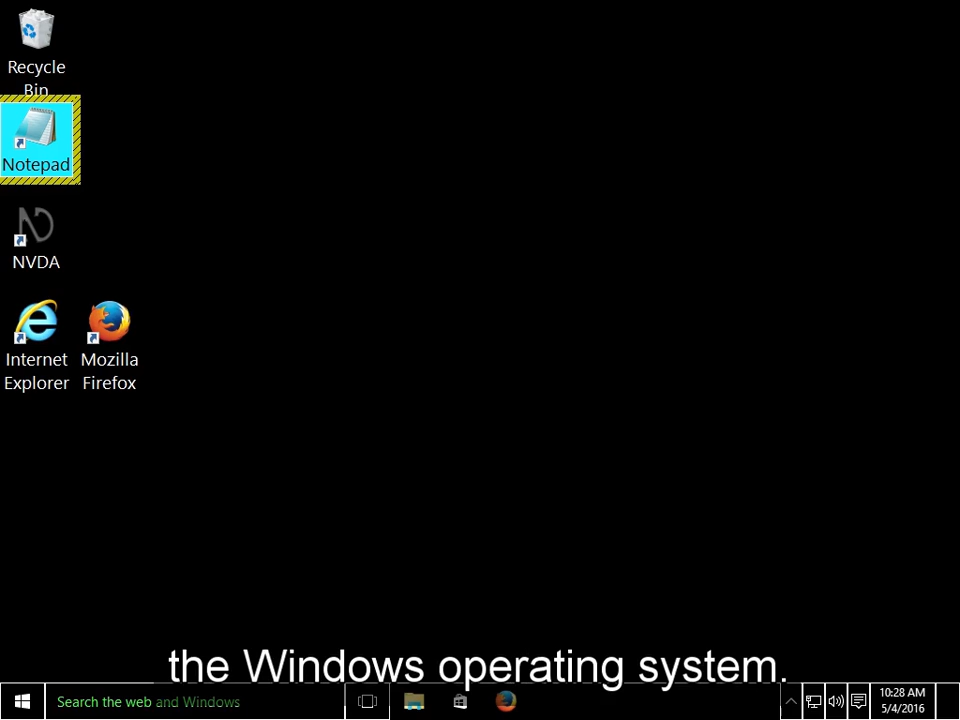 Recycle
Bin
Notepad
NVDA
Internet
Explorer
Mozilla
Firefox
the Windows operating system.
Search the web and Windows
10:28 AM
5/4/2016